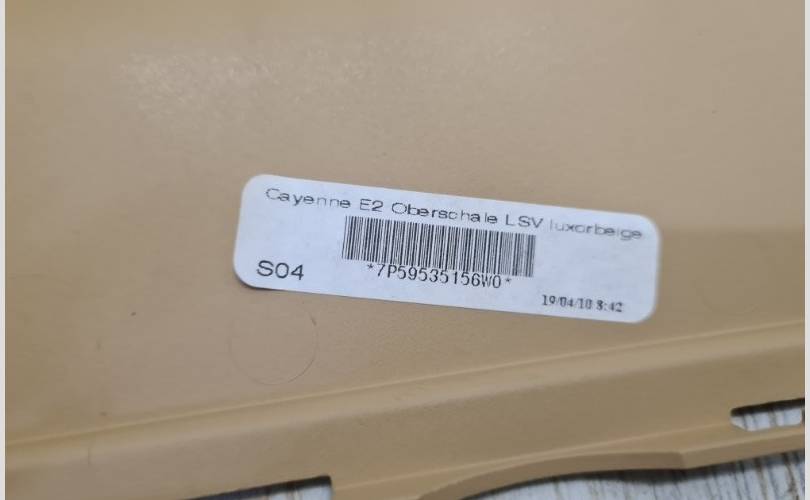 Cayenne E2 Oberschale LSV luxorbeige
*7P59535156W0*
S04
19/04/10 8:42